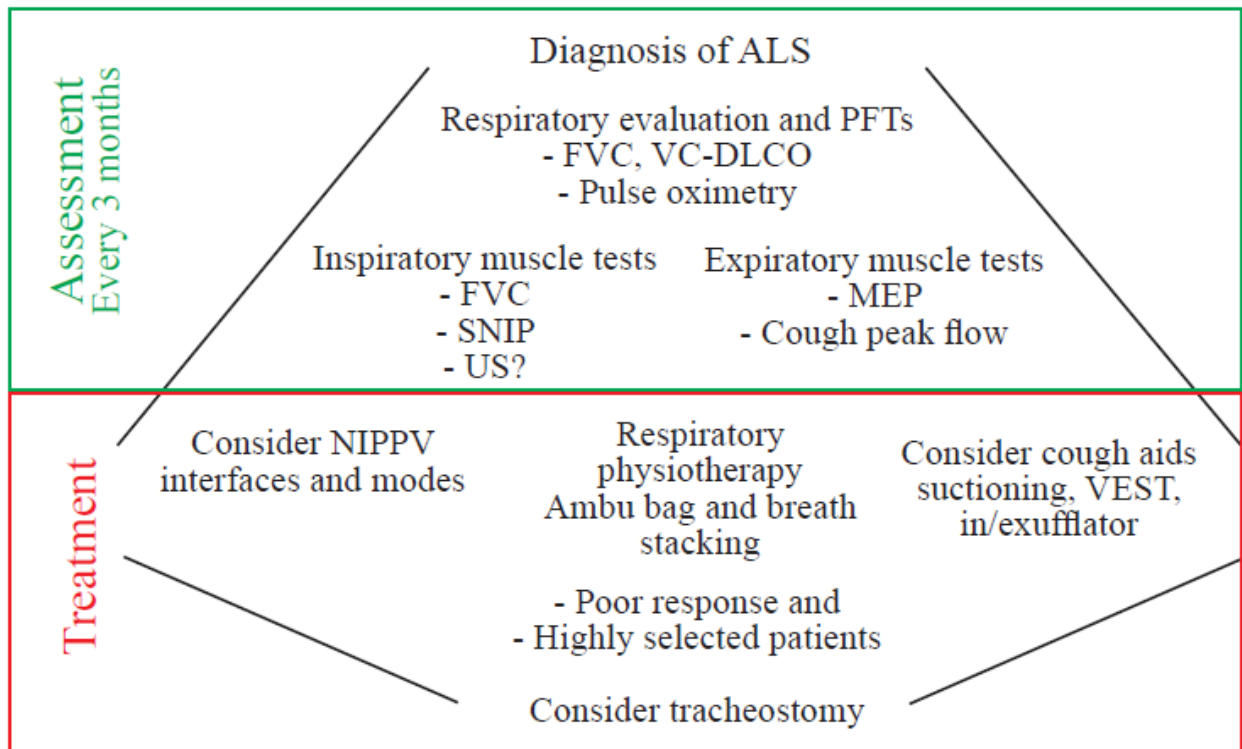 Assessment
Every 3 months
Diagnosis of ALS
Respiratory evaluation and PFTs
- FVC, VC-DLCO
- Pulse oximetry
Inspiratory muscle tests
- FVC
- SNIP
- US?
Expiratory muscle tests
- MEP
- Cough peak flow
Treatment
Consider NIPPV
interfaces and modes
Respiratory
physiotherapy
Ambu bag and breath
stacking
Consider cough aids
suctioning, VEST,
in/exufflator
- Poor response and
- Highly selected patients
Consider tracheostomy